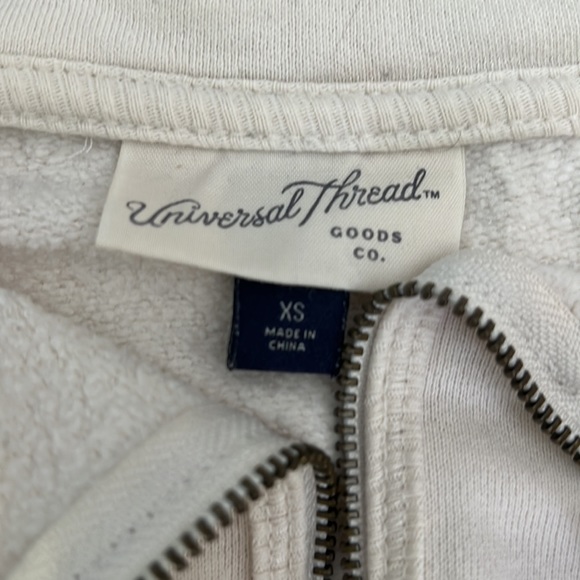 Universal Thread™
GOODS
CO.
XS
MADE IN
CHINA